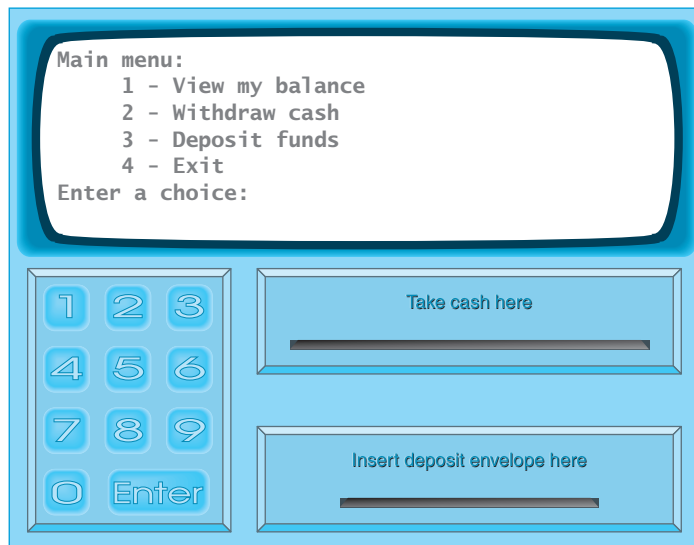 Main menu:
1 - View my balance
2 - Withdraw cash
3 - Deposit funds
4 - Exit
Enter a choice:
1 2 3
4 5 6
7 8 9
0 Enter
Take cash here
Insert deposit envelope here